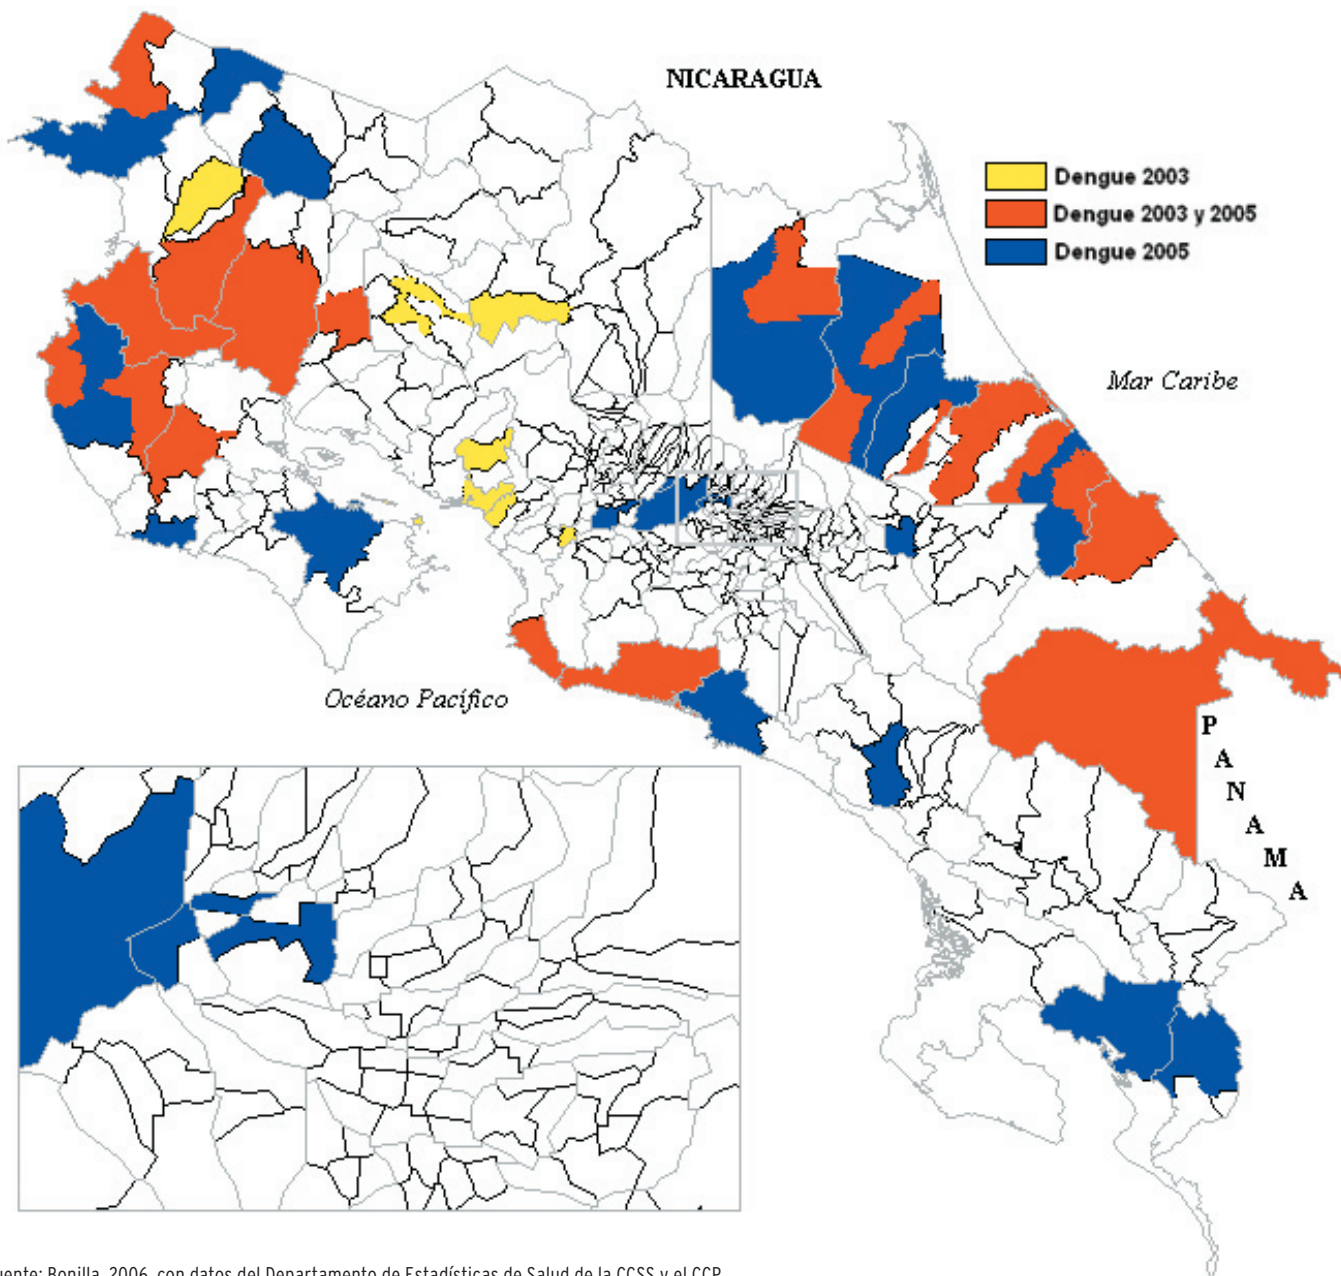 NICARAGUA
Dengue 2003
Dengue 2003 y 2005
Dengue 2005
Mar Caribe
Océano Pacífico
PANAMA
Bonilla, 2006, con datos del Departamento de Estadísticas de Salud de la CCSS y el CCP